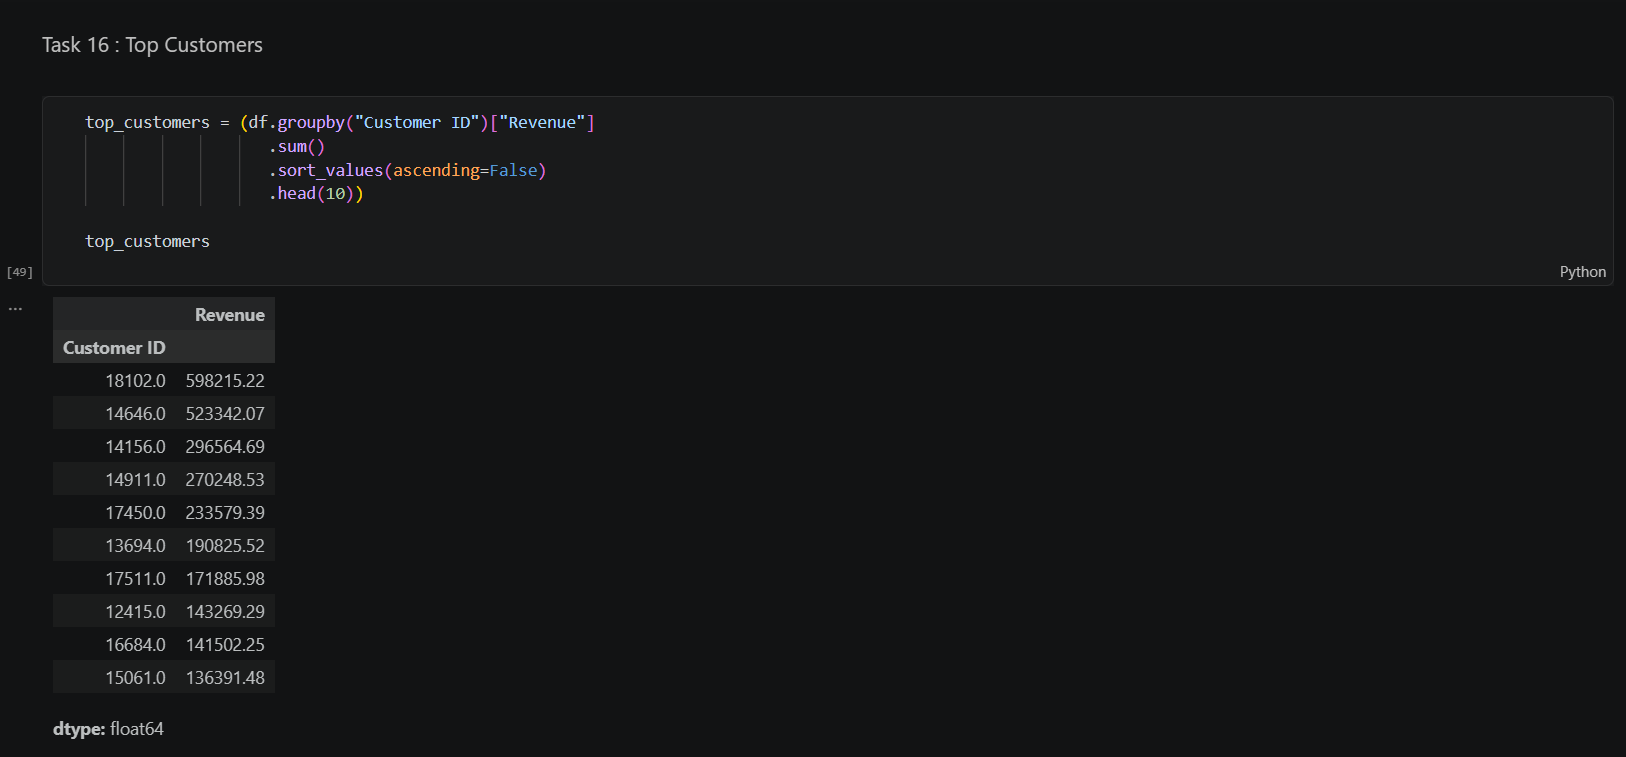 Task 16 : Top Customers
top_customers = (df.groupby("Customer ID")["Revenue"]
.sum()
.sort_values(ascending=False)
.head(10))
top_customers
[49]
Python
...
Revenue
Customer ID
18102.0 598215.22
14646.0 523342.07
14156.0 296564.69
14911.0 270248.53
17450.0 233579.39
13694.0 190825.52
17511.0 171885.98
12415.0 143269.29
16684.0 141502.25
15061.0 136391.48
dtype: float64